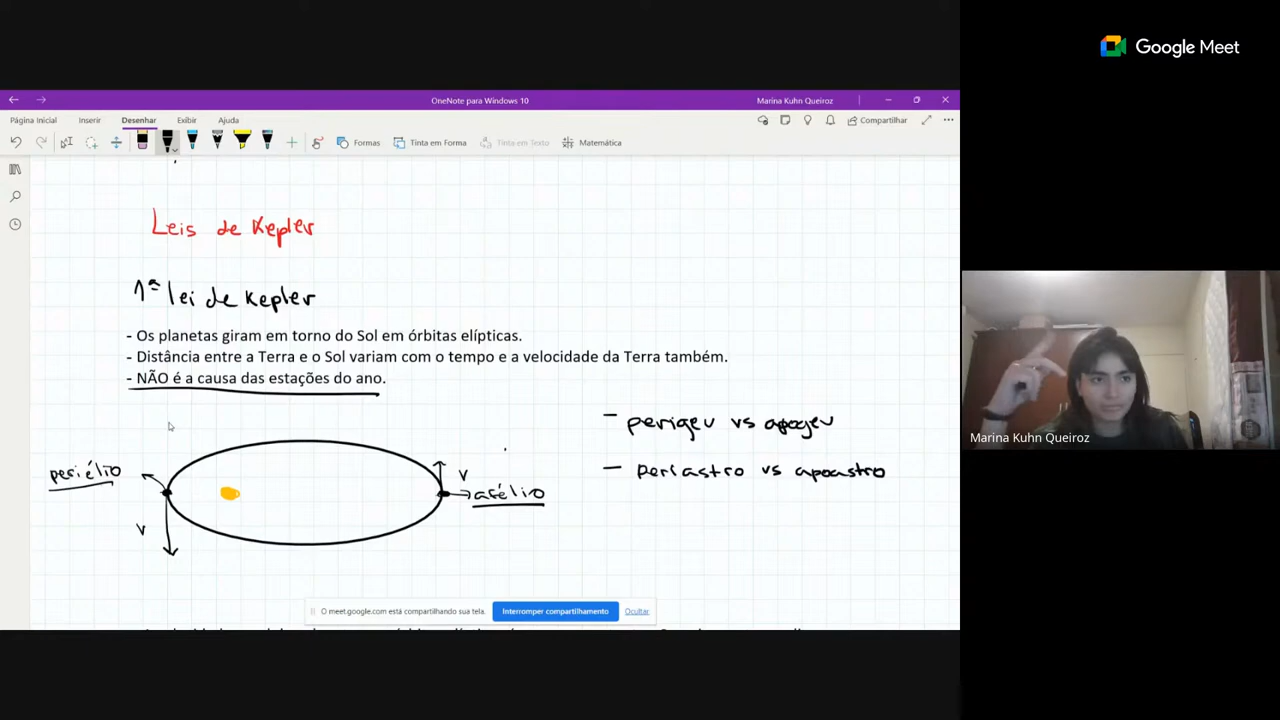 Google Meet
OneNote para Windows 10
Marina Kuhn Queiroz
Página Inicial Inserir Desenhar Exibir Ajuda
Compartilhar
Formas Tinta em Forma Tinta em Texto Matemática
Leis de Kepler
1ª lei de Kepler
- Os planetas giram em torno do Sol em órbitas elípticas.
- Distância entre a Terra e o Sol variam com o tempo e a velocidade da Terra também.
- NÃO é a causa das estações do ano.
- perigeu vs apogeu
periélio
v
afélio
- periastro vs apoastro
v
Marina Kuhn Queiroz
O meet.google.com está compartilhando sua tela.
Interromper compartilhamento
Ocultar